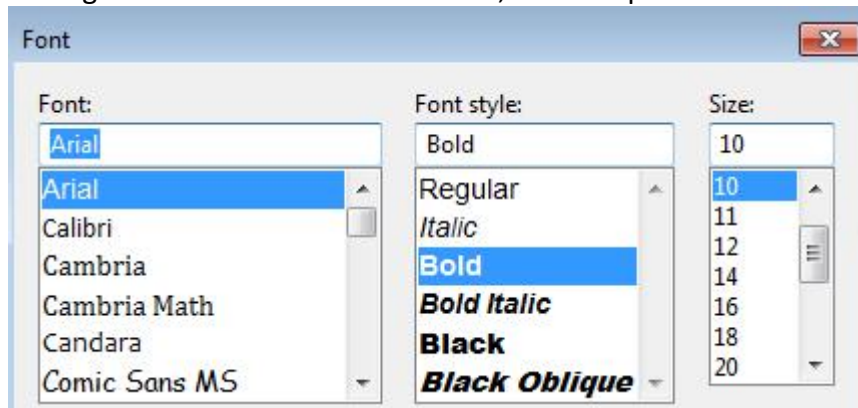 Font
Font:
Font style:
Size:
Arial
Bold
10
Arial
Calibri
Cambria
Cambria Math
Candara
Comic Sans MS
Regular
Italic
Bold
Bold Italic
Black
Black Oblique
10
11
12
14
16
18
20